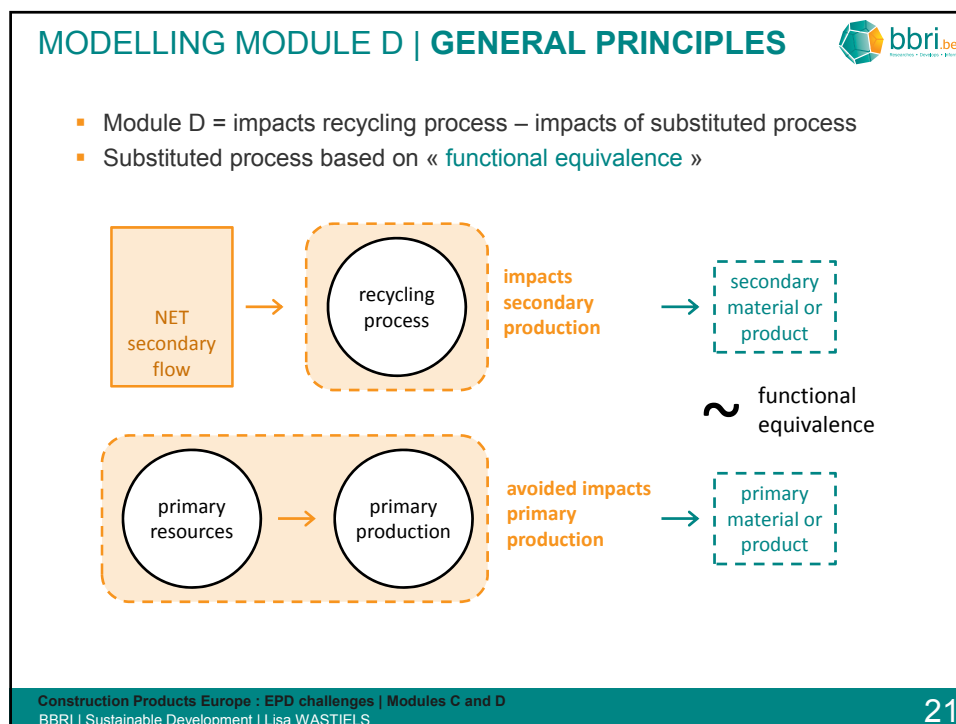 MODELLING MODULE D | GENERAL PRINCIPLES
bbri.be
▪ Module D = impacts recycling process – impacts of substituted process
▪ Substituted process based on « functional equivalence »
NET
secondary
flow
recycling
process
impacts
secondary
production
secondary
material or
product
~
functional
equivalence
primary
resources
primary
production
avoided impacts
primary
production
primary
material or
product
Construction Products Europe : EPD challenges | Modules C and D
BBRI | Sustainable Development | Lisa WASTIELS
21